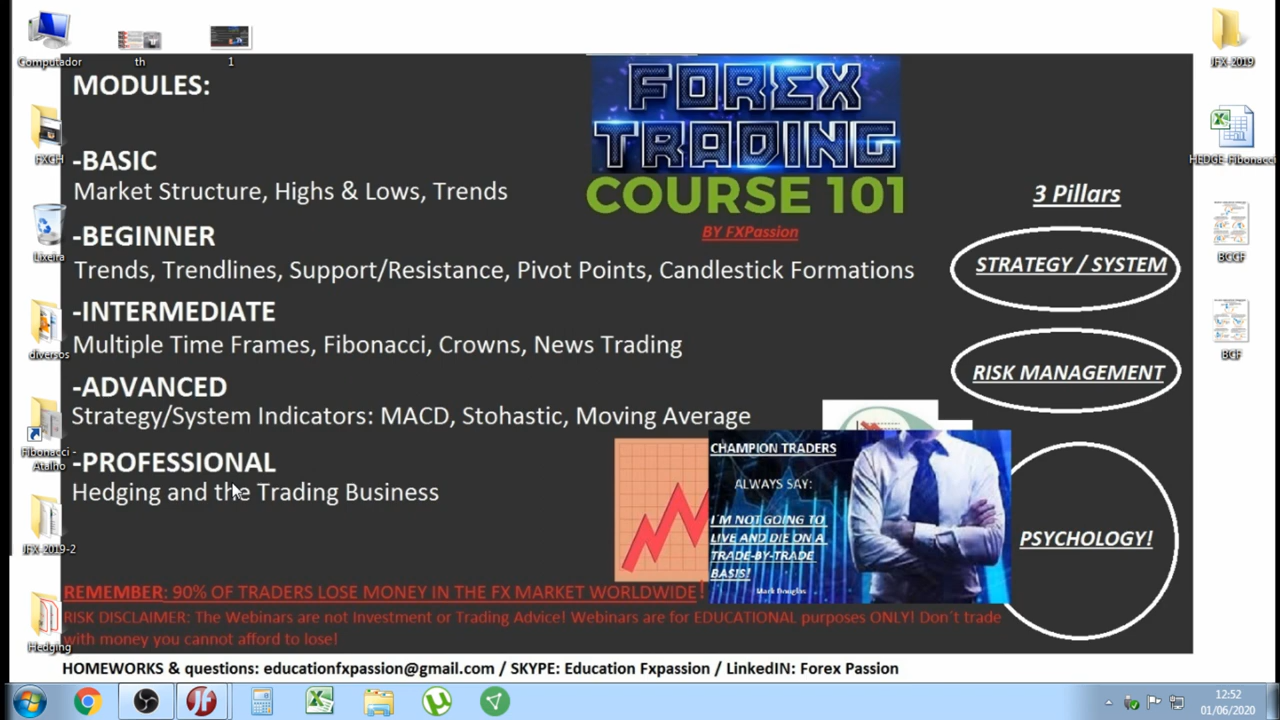 Computador
th
1
JFX-2019
MODULES:
FOREX
TRADING
COURSE 101
BY FXPassion
FXCH
HEDGE-Fibonacci
-BASIC
Market Structure, Highs & Lows, Trends
3 Pillars
-BEGINNER
Lixeira
Trends, Trendlines, Support/Resistance, Pivot Points, Candlestick Formations
STRATEGY / SYSTEM
BCCF
-INTERMEDIATE
Multiple Time Frames, Fibonacci, Crowns, News Trading
diversos
BCF
RISK MANAGEMENT
-ADVANCED
Strategy/System Indicators: MACD, Stohastic, Moving Average
Fibonacci -
Atalho
-PROFESSIONAL
Hedging and the Trading Business
CHAMPION TRADERS
ALWAYS SAY:
I´M NOT GOING TO
LIVE AND DIE ON A
TRADE-BY-TRADE
BASIS!
Mark Douglas
PSYCHOLOGY!
JFX-2019-2
REMEMBER: 90% OF TRADERS LOSE MONEY IN THE FX MARKET WORLDWIDE!
RISK DISCLAIMER: The Webinars are not Investment or Trading Advice! Webinars are for EDUCATIONAL purposes ONLY! Don´t trade
with money you cannot afford to lose!
Hedging
HOMEWORKS & questions: educationfxpassion@gmail.com / SKYPE: Education Fxpassion / LinkedIN: Forex Passion
12:52
01/06/2020